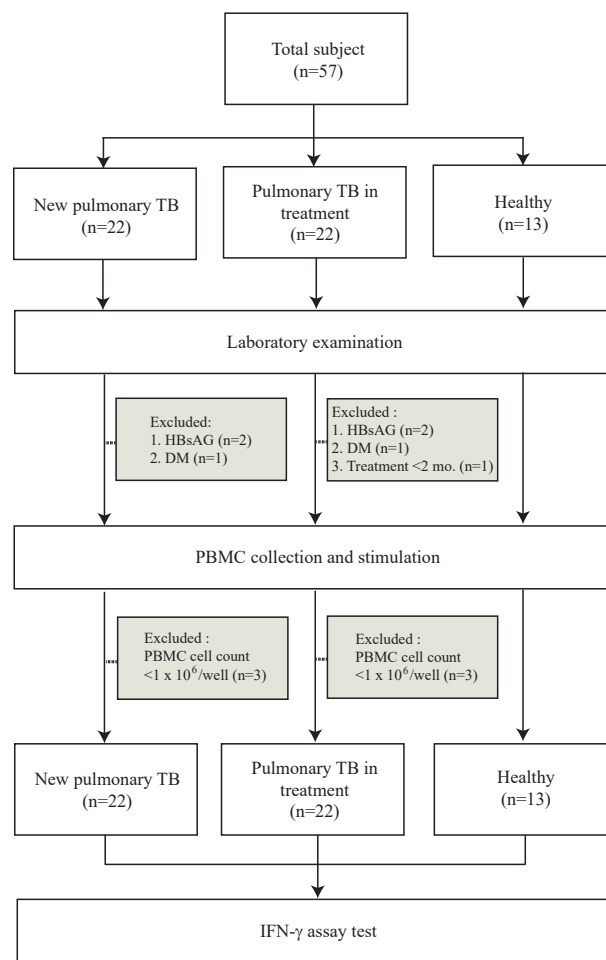 Total subject
(n=57)
New pulmonary TB
(n=22)
Pulmonary TB in
treatment
(n=22)
Healthy
(n=13)
Laboratory examination
Excluded:
1. HBsAG (n=2)
2. DM (n=1)
Excluded :
1. HBsAG (n=2)
2. DM (n=1)
3. Treatment <2 mo. (n=1)
PBMC collection and stimulation
Excluded :
PBMC cell count
<1 x 10⁶/well (n=3)
Excluded :
PBMC cell count
<1 x 10⁶/well (n=3)
New pulmonary TB
(n=22)
Pulmonary TB in
treatment
(n=22)
Healthy
(n=13)
IFN-γ assay test